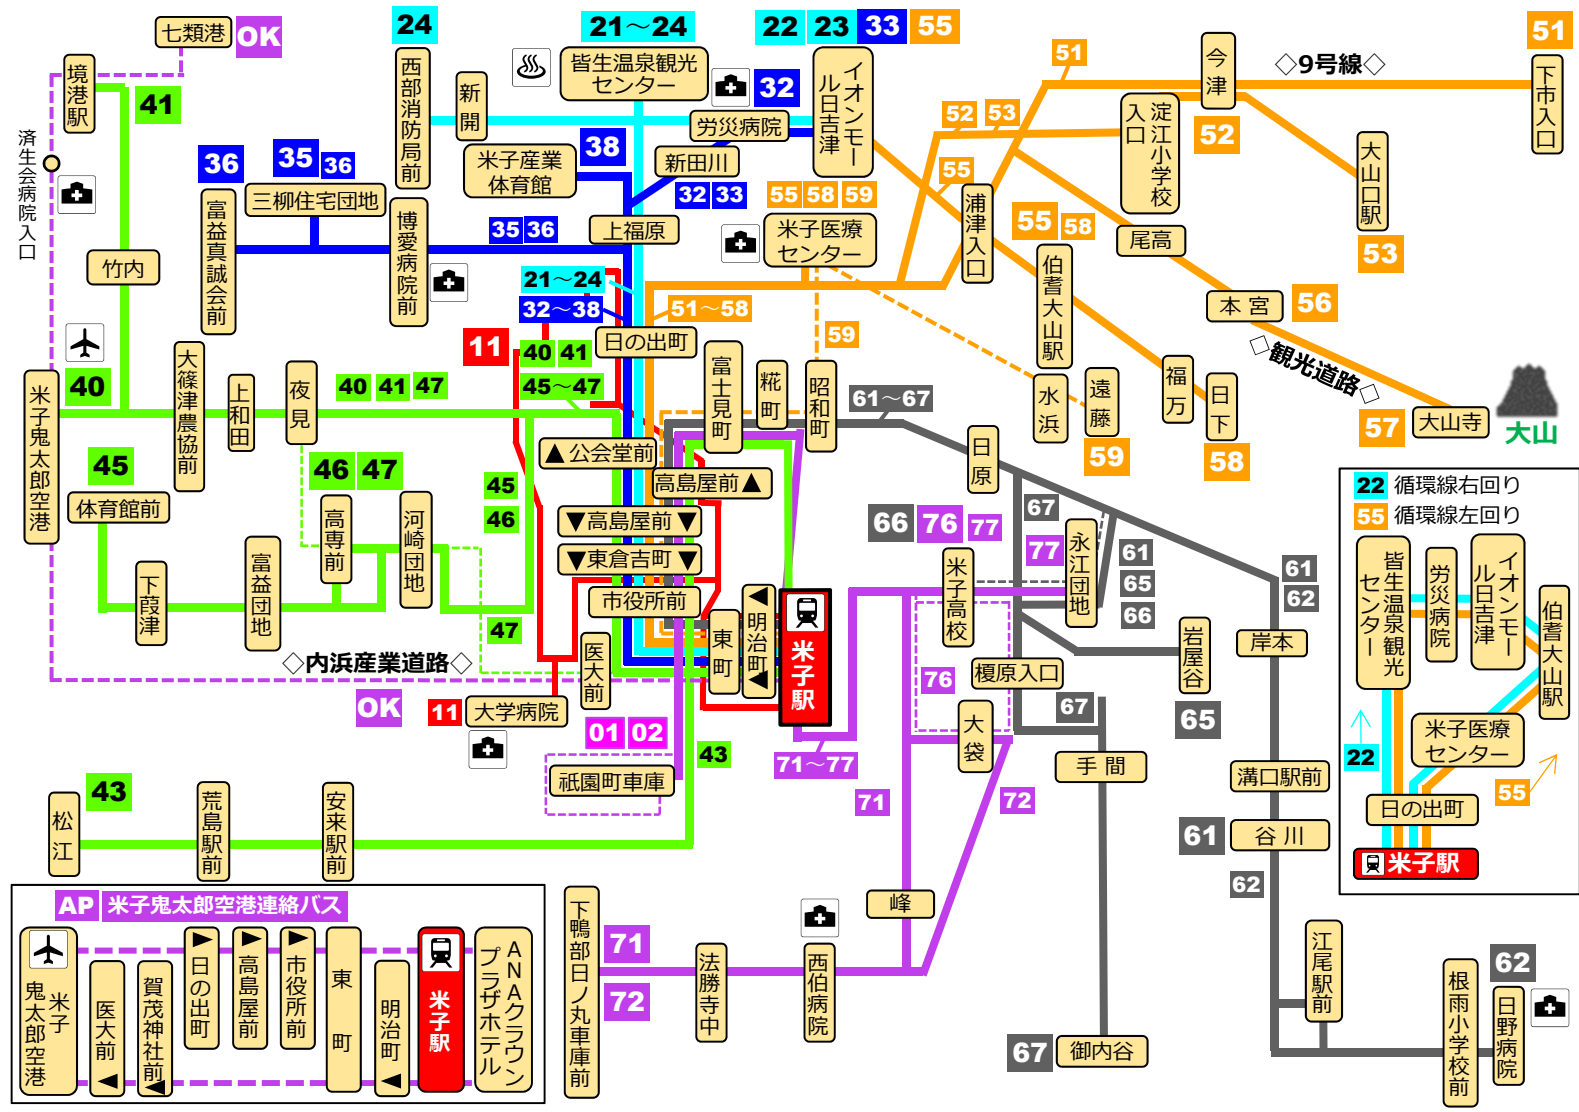 七類港
OK
24
21～24
22 23 33 55
51
境港駅
41
西部消防局前
新開
皆生温泉観光
センター
32
イオンモー
ル日吉津
51
今津
◇9号線◇
下市入口
済生会病院入口
36
35 36
38
労災病院
52 53
淀江小学校
入口
52
大山口駅
富益真誠会前
三柳住宅団地
米子産業
体育館
新田川
32 33
55
55 58 59
浦津入口
55 58
53
博愛病院前
35 36
上福原
米子医療
センター
尾高
竹内
伯耆大山駅
21～24
32～38
51～58
本宮
56
11
日の出町
59
◇観光道路◇
40
40 41
45～47
富士見町
糀町
昭和町
61～67
水浜
遠藤
福万
日下
57
大山寺
大山
米子鬼太郎空港
大篠津農協前
上和田
夜見
40 41 47
59
58
45
46 47
▲公会堂前
高島屋前▲
日原
体育館前
高専前
河崎団地
45
46
▼高島屋前▼
▼東倉吉町▼
66 76 77
67
77
永江団地
61
65
66
61
62
下葭津
富益団地
市役所前
明治町
米子駅
米子高校
47
東町
岩屋谷
岸本
◇内浜産業道路◇
医大前
76
榎原入口
65
OK
11
大学病院
01 02
43
71～77
大袋
67
手間
溝口駅前
祇園町車庫
71
72
43
松江
荒島駅前
安来駅前
61
谷川
62
22 循環線右回り
55 循環線左回り
皆生温泉観光
センター
労災病院
イオンモー
ル日吉津
伯耆大山駅
米子医療
センター
22
55
日の出町
米子駅
AP 米子鬼太郎空港連絡バス
米子
鬼太郎空港
医大前
賀茂神社前
日の出町
高島屋前
市役所前
東町
明治町
米子駅
ANAクラウン
プラザホテル
下鴨部日ノ丸車庫前
71
72
法勝寺中
西伯病院
峰
67
御内谷
江尾駅前
根雨小学校前
62
日野病院